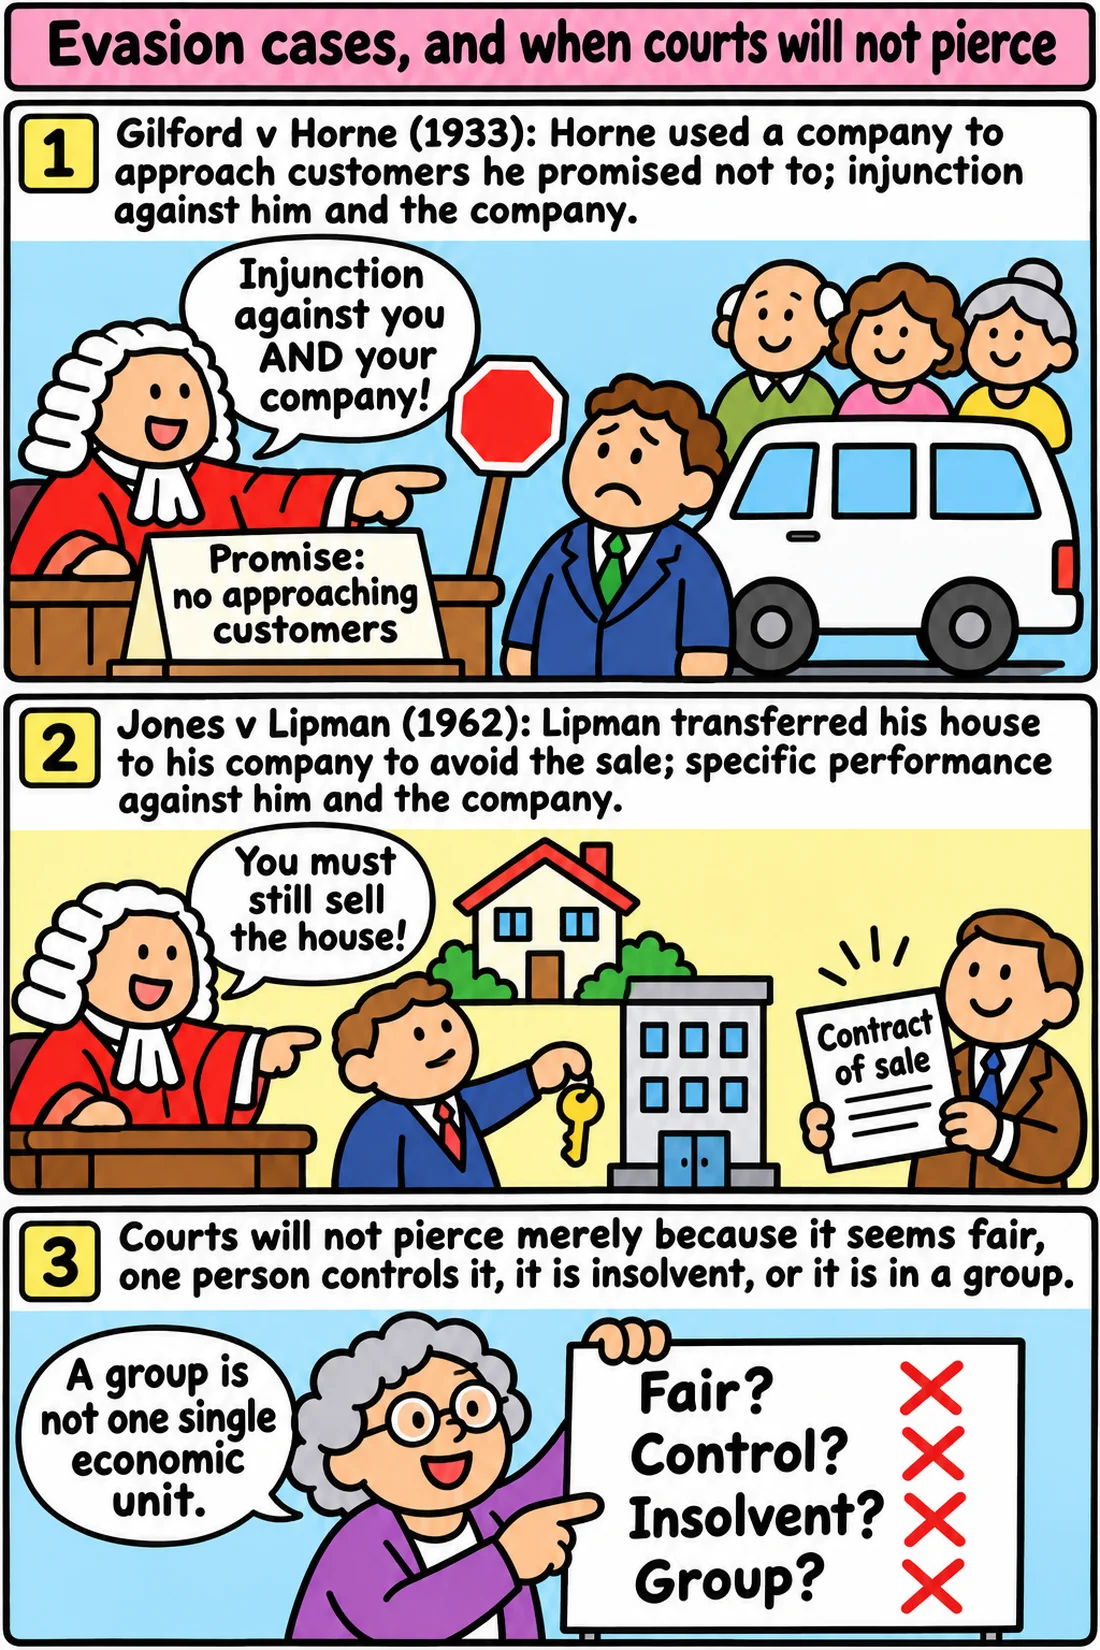 Evasion cases, and when courts will not pierce
1
Gilford v Horne (1933): Horne used a company to
approach customers he promised not to; injunction
against him and the company.
Injunction
against you
AND your
company!
Promise:
no approaching
customers
2
Jones v Lipman (1962): Lipman transferred his house
to his company to avoid the sale; specific performance
against him and the company.
You must
still sell
the house!
Contract
of sale
3
Courts will not pierce merely because it seems fair,
one person controls it, it is insolvent, or it is in a group.
A group is
not one single
economic
unit.
Fair?
Control?
Insolvent?
Group?